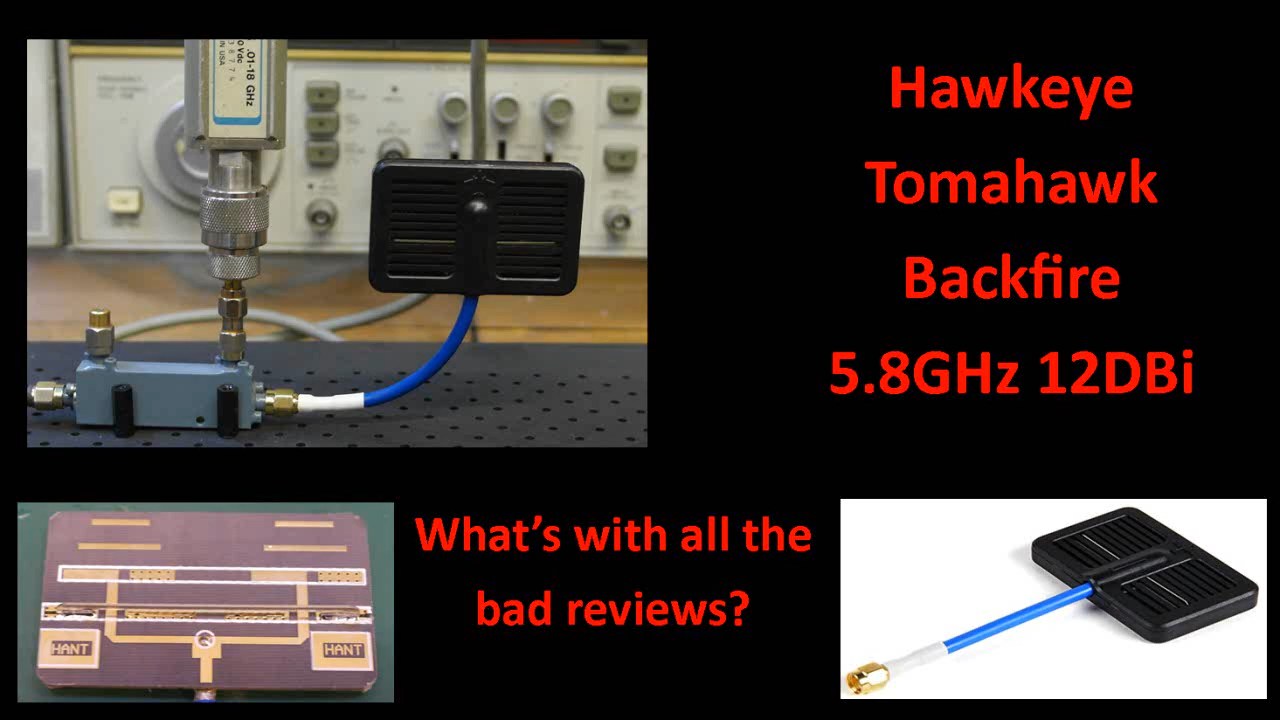 Hawkeye
Tomahawk
Backfire
5.8GHz 12DBi
.01-18 GHz
What's with all the
bad reviews?
HANT
HANT